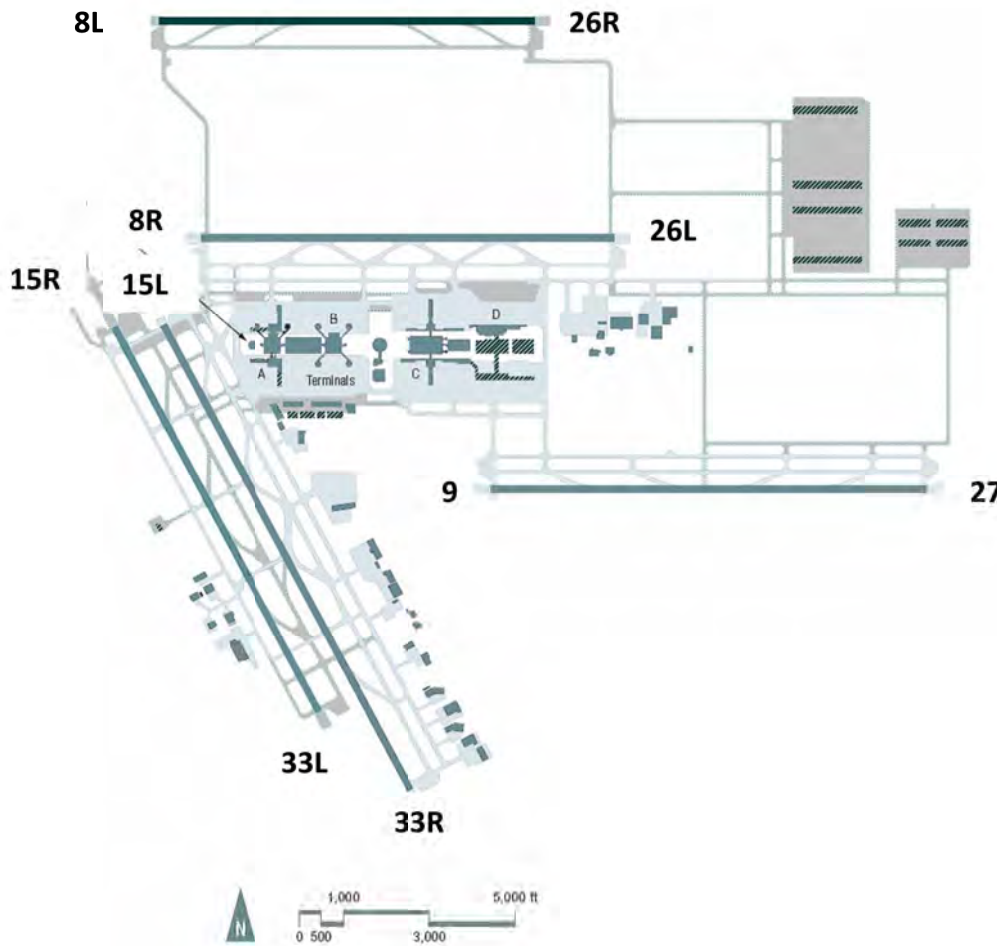 8L
26R
8R
26L
15R
15L
B
D
A
Terminals
C
9
27
33L
33R
N
1,000
5,000 ft
0 500
3,000